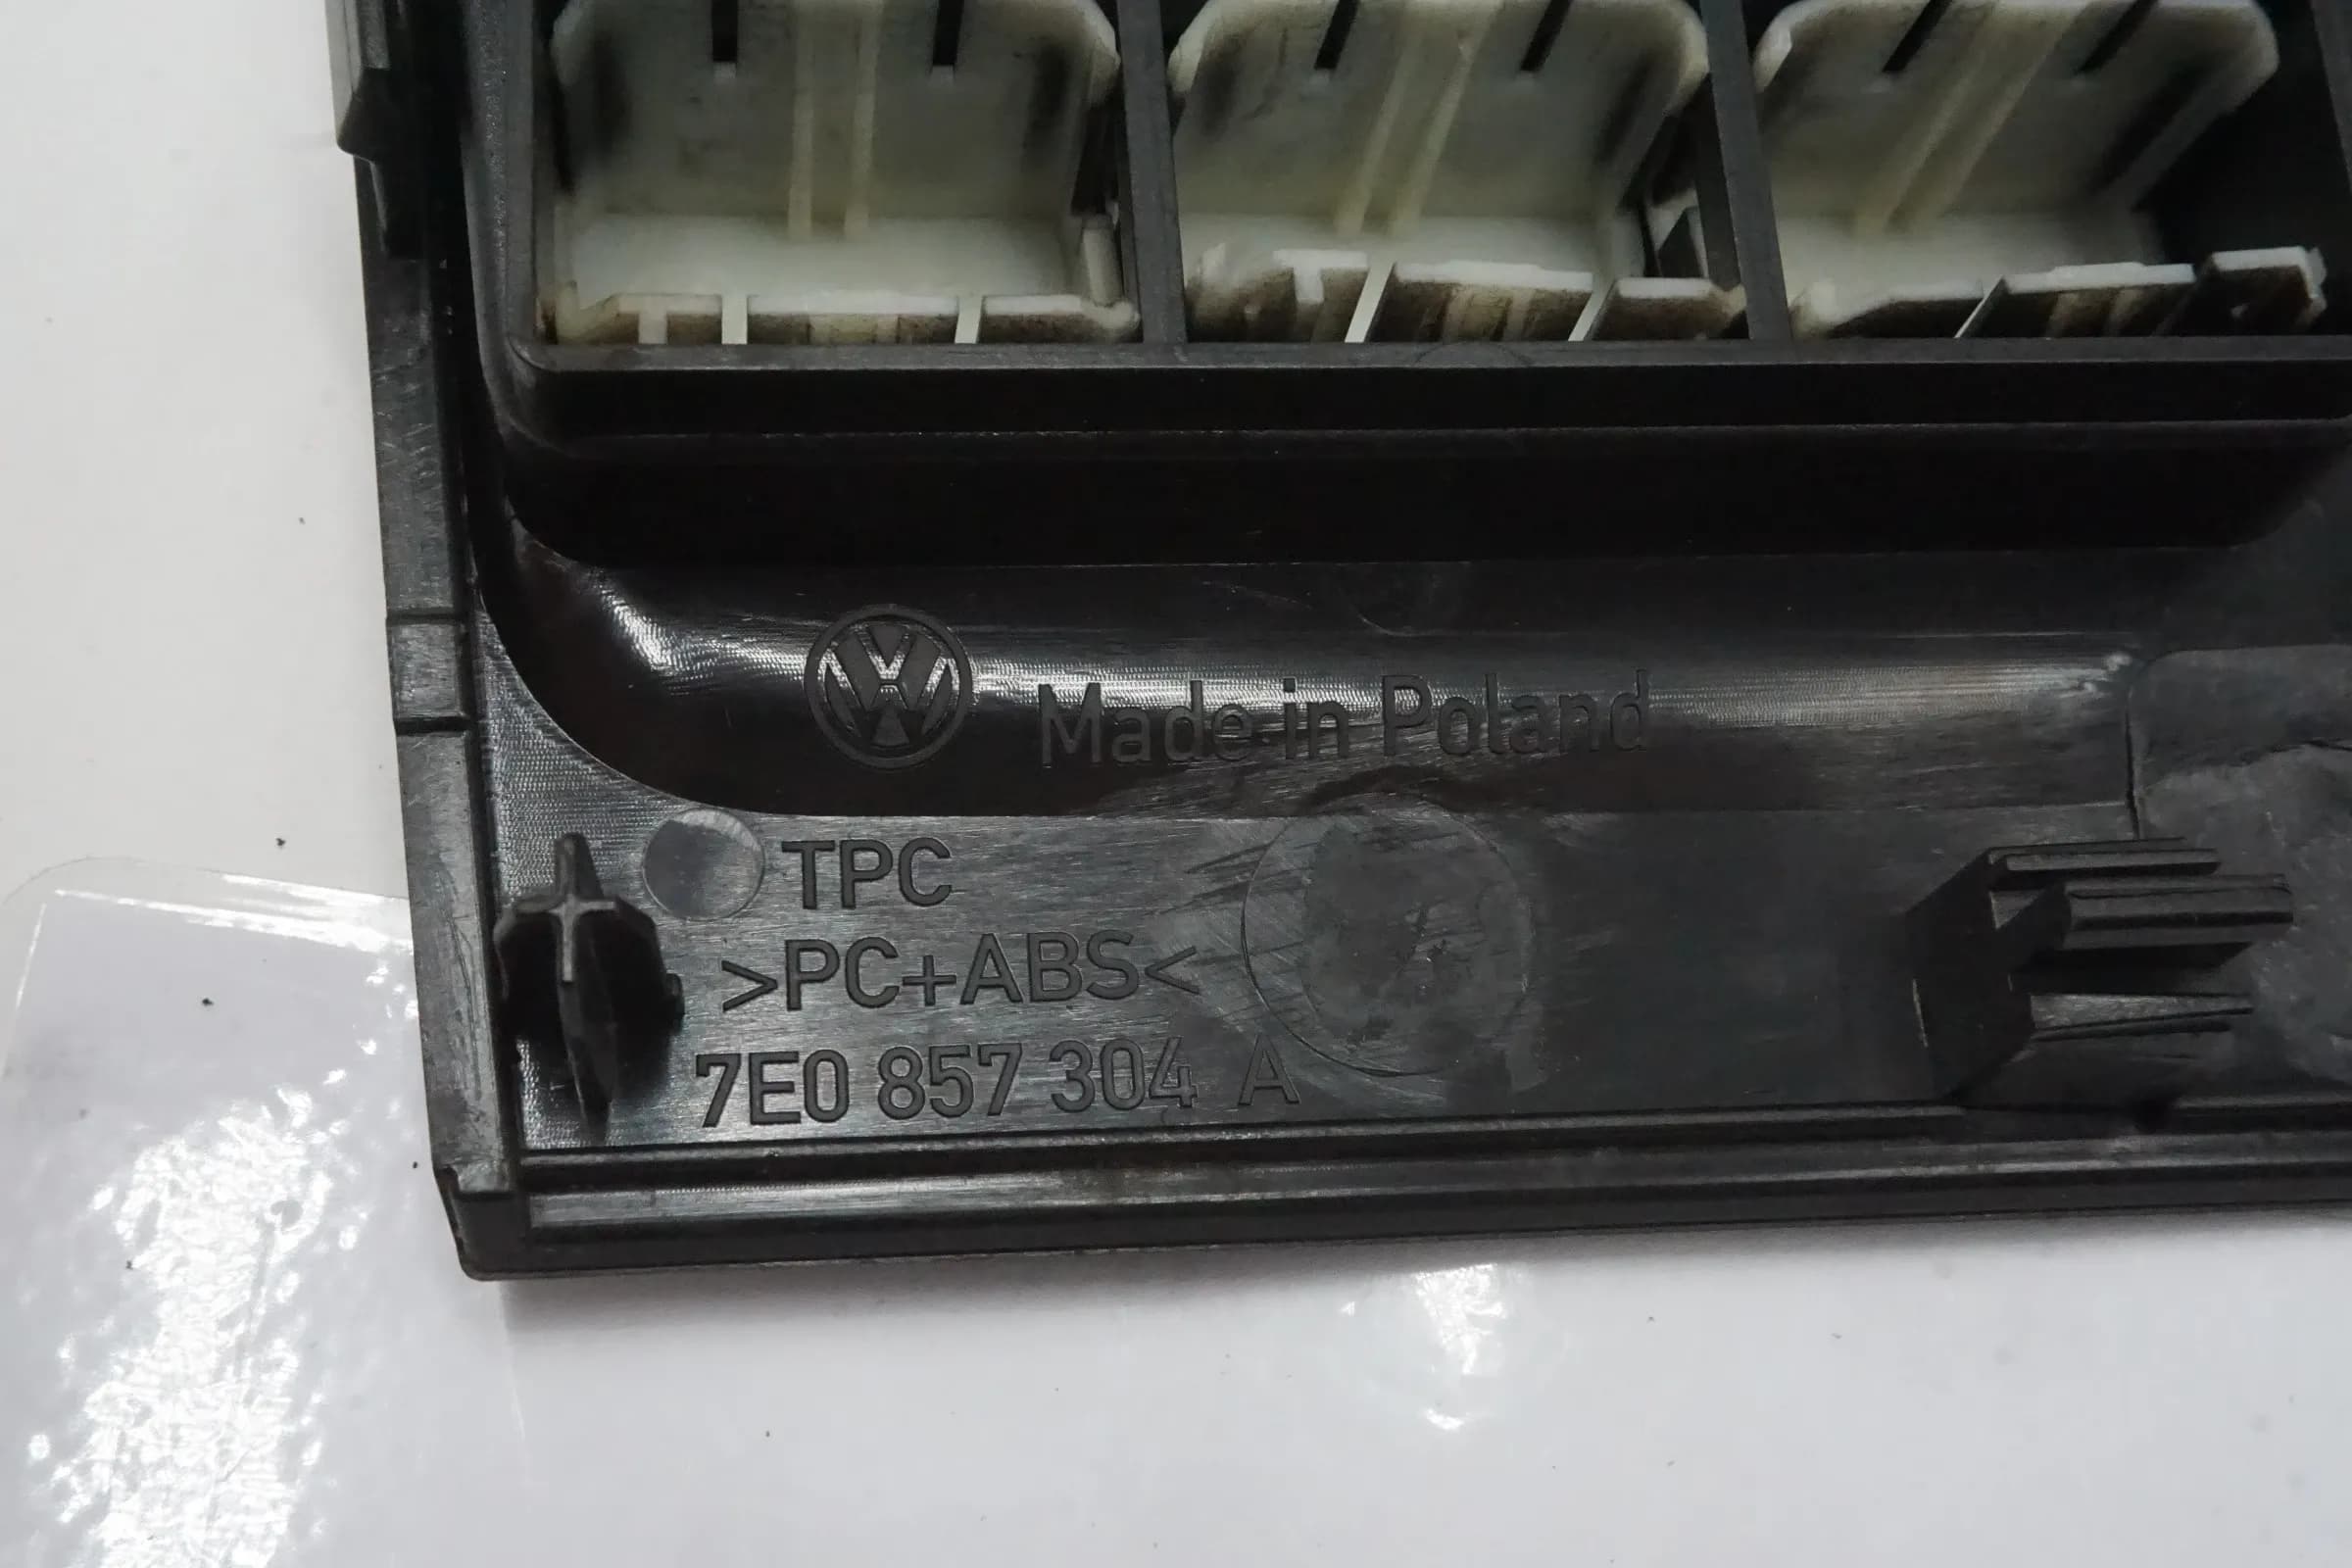 Made in Poland
TPC
>PC+ABS<
7E0 857 304 A